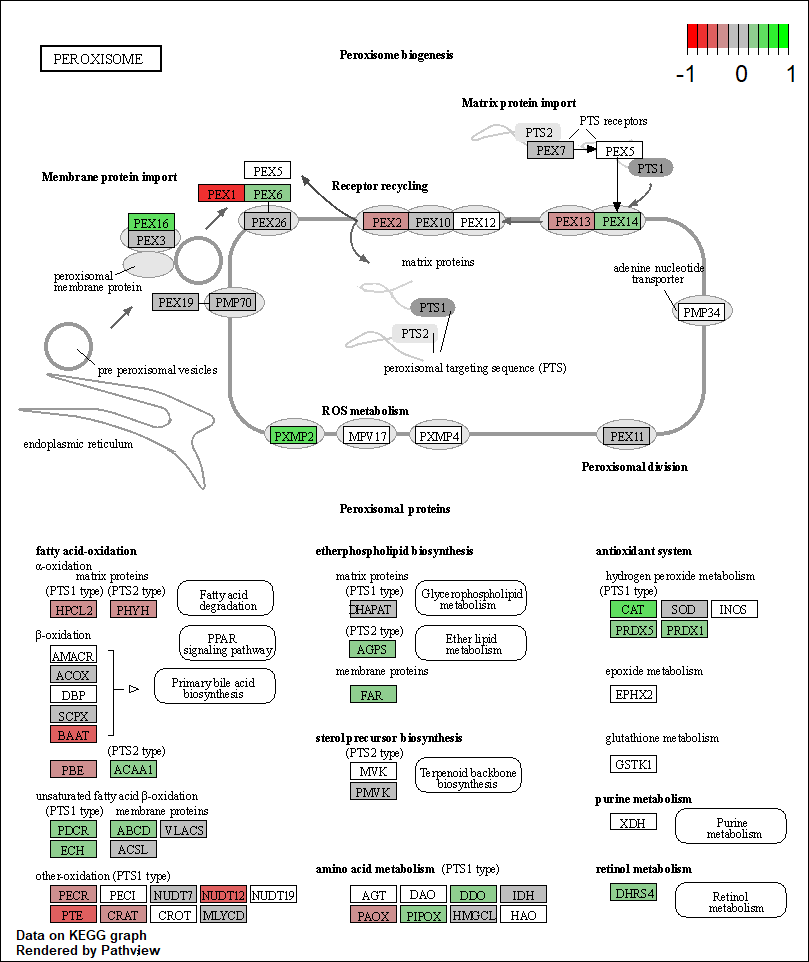 PEROXISOME
Peroxisome biogenesis
-1 0 1
Matrix protein import
PTS receptors
PTS2
PEX7
PEX5
PTS1
Membrane protein import
PEX5
Receptor recycling
PEX1
PEX6
PEX16
PEX3
PEX26
PEX2
PEX10
PEX12
PEX13
PEX14
peroxisomal
membrane protein
matrix proteins
adenine nucleotide
transporter
PEX19
PMP70
PTS1
PMP34
PTS2
pre peroxisomal vesicles
peroxisomal targeting sequence (PTS)
ROS metabolism
endoplasmic reticulum
PXMP2
MPV17
PXMP4
PEX11
Peroxisomal division
Peroxisomal proteins
fatty acid-oxidation
α-oxidation
matrix proteins
(PTS1 type) (PTS2 type)
HPCL2
PHYH
Fatty acid
degradation
β-oxidation
PPAR
signaling pathway
AMACR
ACOX
DBP
SCPX
BAAT
Primary bile acid
biosynthesis
(PTS2 type)
PBE
ACAA1
unsaturated fatty acid β-oxidation
(PTS1 type) membrane proteins
PDCR
ABCD
VLACS
ECH
ACSL
other-oxidation (PTS1 type)
PECR
PECI
NUDT7
NUDT12
NUDT19
PTE
CRAT
CROT
MLYCD
etherphospholipid biosynthesis
matrix proteins
(PTS1 type)
DHAPAT
Glycerophospholipid
metabolism
(PTS2 type)
AGPS
Ether lipid
metabolism
membrane proteins
FAR
sterol precursor biosynthesis
(PTS2 type)
MVK
PMVK
Terpenoid backbone
biosynthesis
amino acid metabolism (PTS1 type)
AGT
DAO
DDO
IDH
PAOX
PIPOX
HMGCL
HAO
antioxidant system
hydrogen peroxide metabolism
(PTS1 type)
CAT
SOD
INOS
PRDX5
PRDX1
epoxide metabolism
EPHX2
glutathione metabolism
GSTK1
purine metabolism
XDH
Purine
metabolism
retinol metabolism
DHRS4
Retinol
metabolism
Data on KEGG graph
Rendered by Pathview